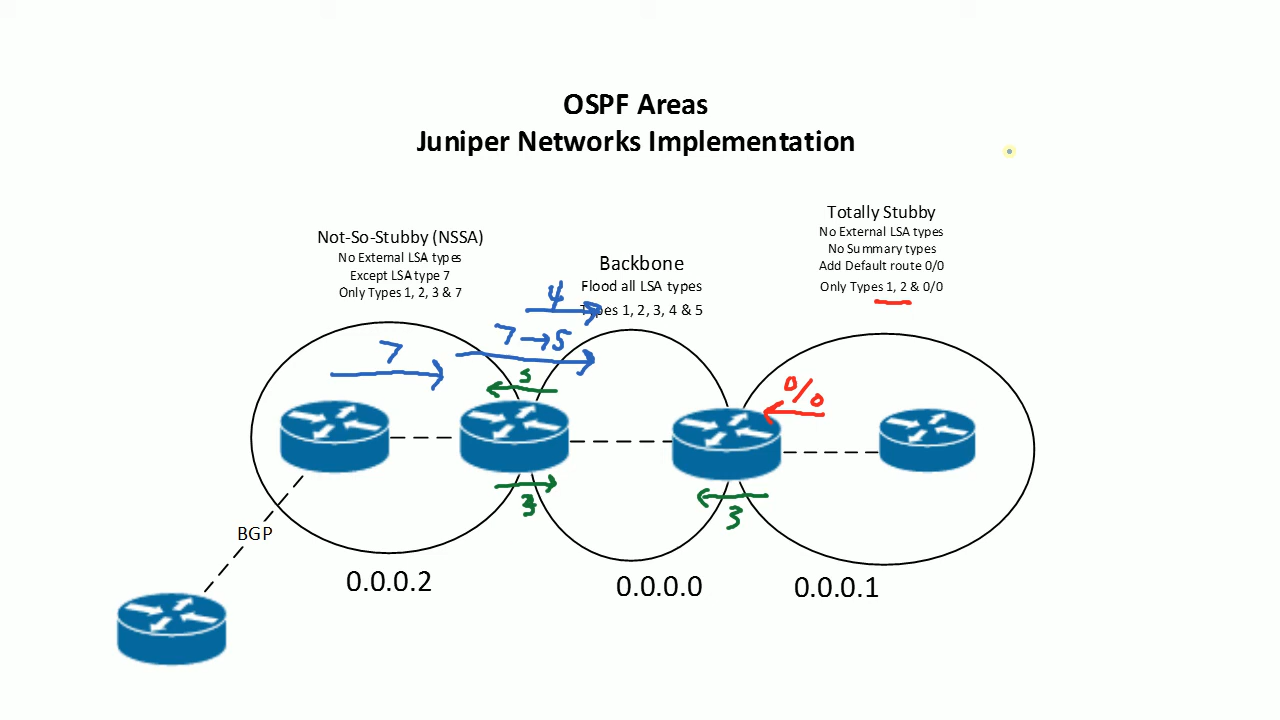 OSPF Areas
Juniper Networks Implementation
Not-So-Stubby (NSSA)
No External LSA types
Except LSA type 7
Only Types 1, 2, 3 & 7
Backbone
Flood all LSA types
Types 1, 2, 3, 4 & 5
Totally Stubby
No External LSA types
No Summary types
Add Default route 0/0
Only Types 1, 2 & 0/0
4
7→5
7
0/0
3
3
BGP
0.0.0.2
0.0.0.0
0.0.0.1